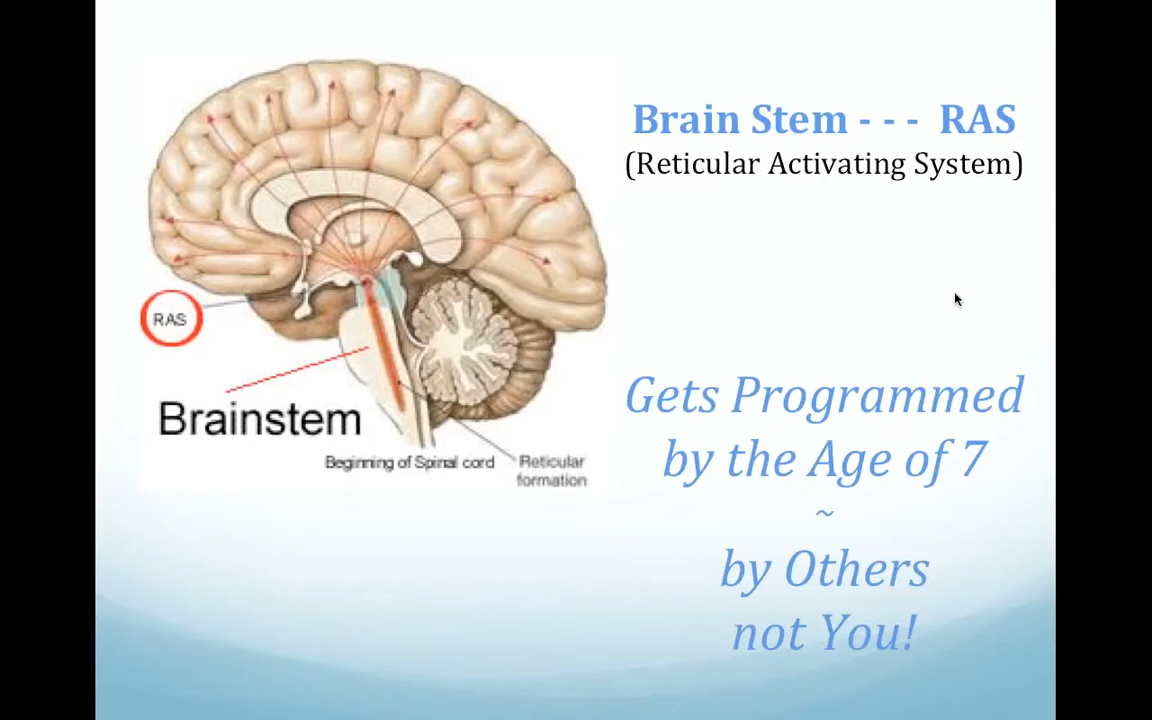 Brain Stem - - -  RAS
(Reticular Activating System)
RAS
Brainstem
Beginning of Spinal cord
Reticular
formation
Gets Programmed
by the Age of 7
~
by Others
not You!